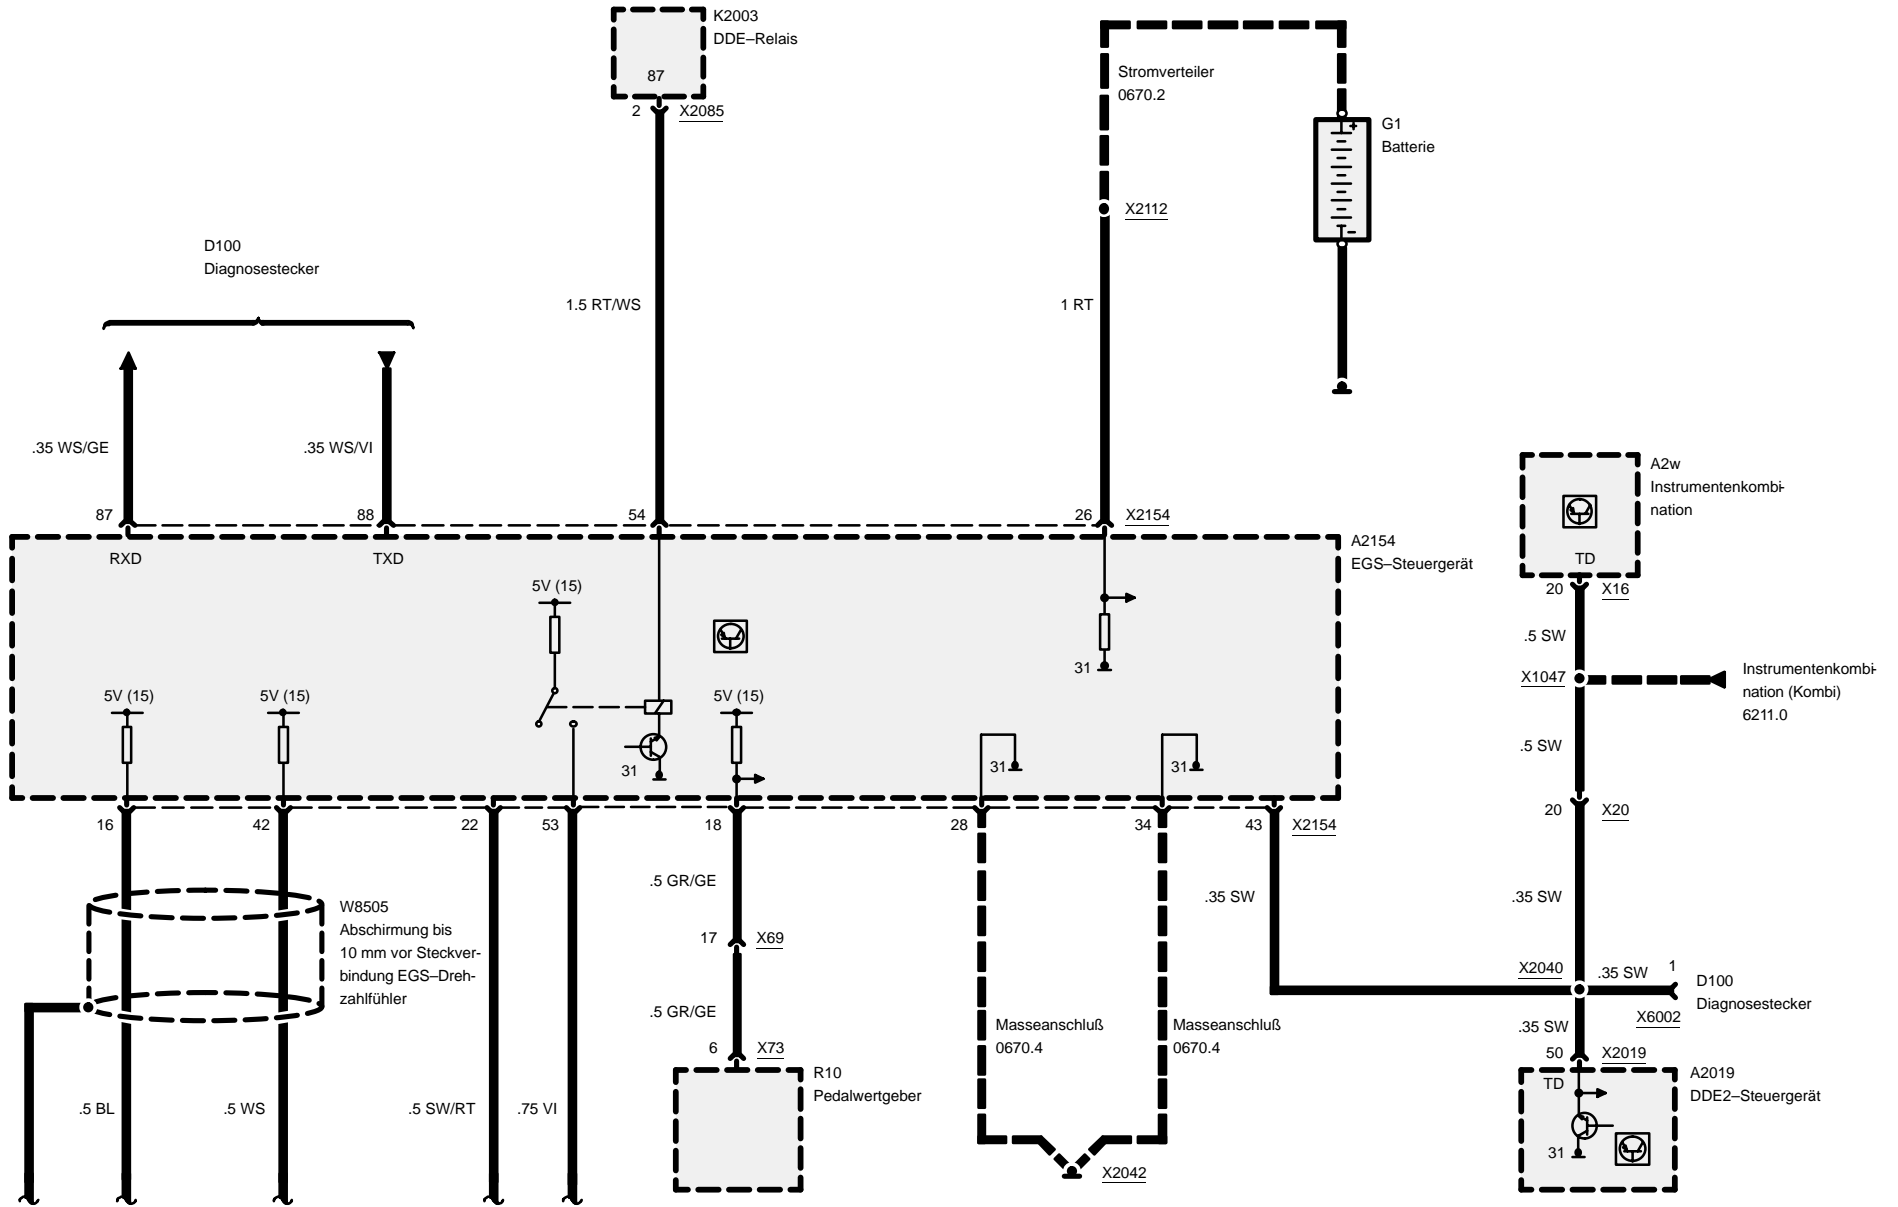 K2003
DDE–Relais
87
2
X2085
Stromverteiler
0670.2
+
G1
Batterie
–
X2112
D100
Diagnosestecker
1.5 RT/WS
1 RT
.35 WS/GE
.35 WS/VI
A2w
Instrumentenkombi-
nation
TD
87
88
54
26
X2154
RXD
TXD
A2154
EGS–Steuergerät
20
X16
5V (15)
.5 SW
31
X1047
Instrumentenkombi-
nation (Kombi)
6211.0
5V (15)
5V (15)
5V (15)
.5 SW
31
31
31
20
X20
16
42
22
53
18
28
34
43
X2154
.5 GR/GE
.35 SW
.35 SW
W8505
Abschirmung bis
10 mm vor Steckver-
bindung EGS–Dreh-
zahlfühler
17
X69
X2040
.35 SW
1
D100
Diagnosestecker
X6002
.5 GR/GE
Masseanschluß
0670.4
Masseanschluß
0670.4
.35 SW
6
X73
50
X2019
R10
Pedalwertgeber
TD
A2019
DDE2–Steuergerät
.5 BL
.5 WS
.5 SW/RT
.75 VI
31
X2042